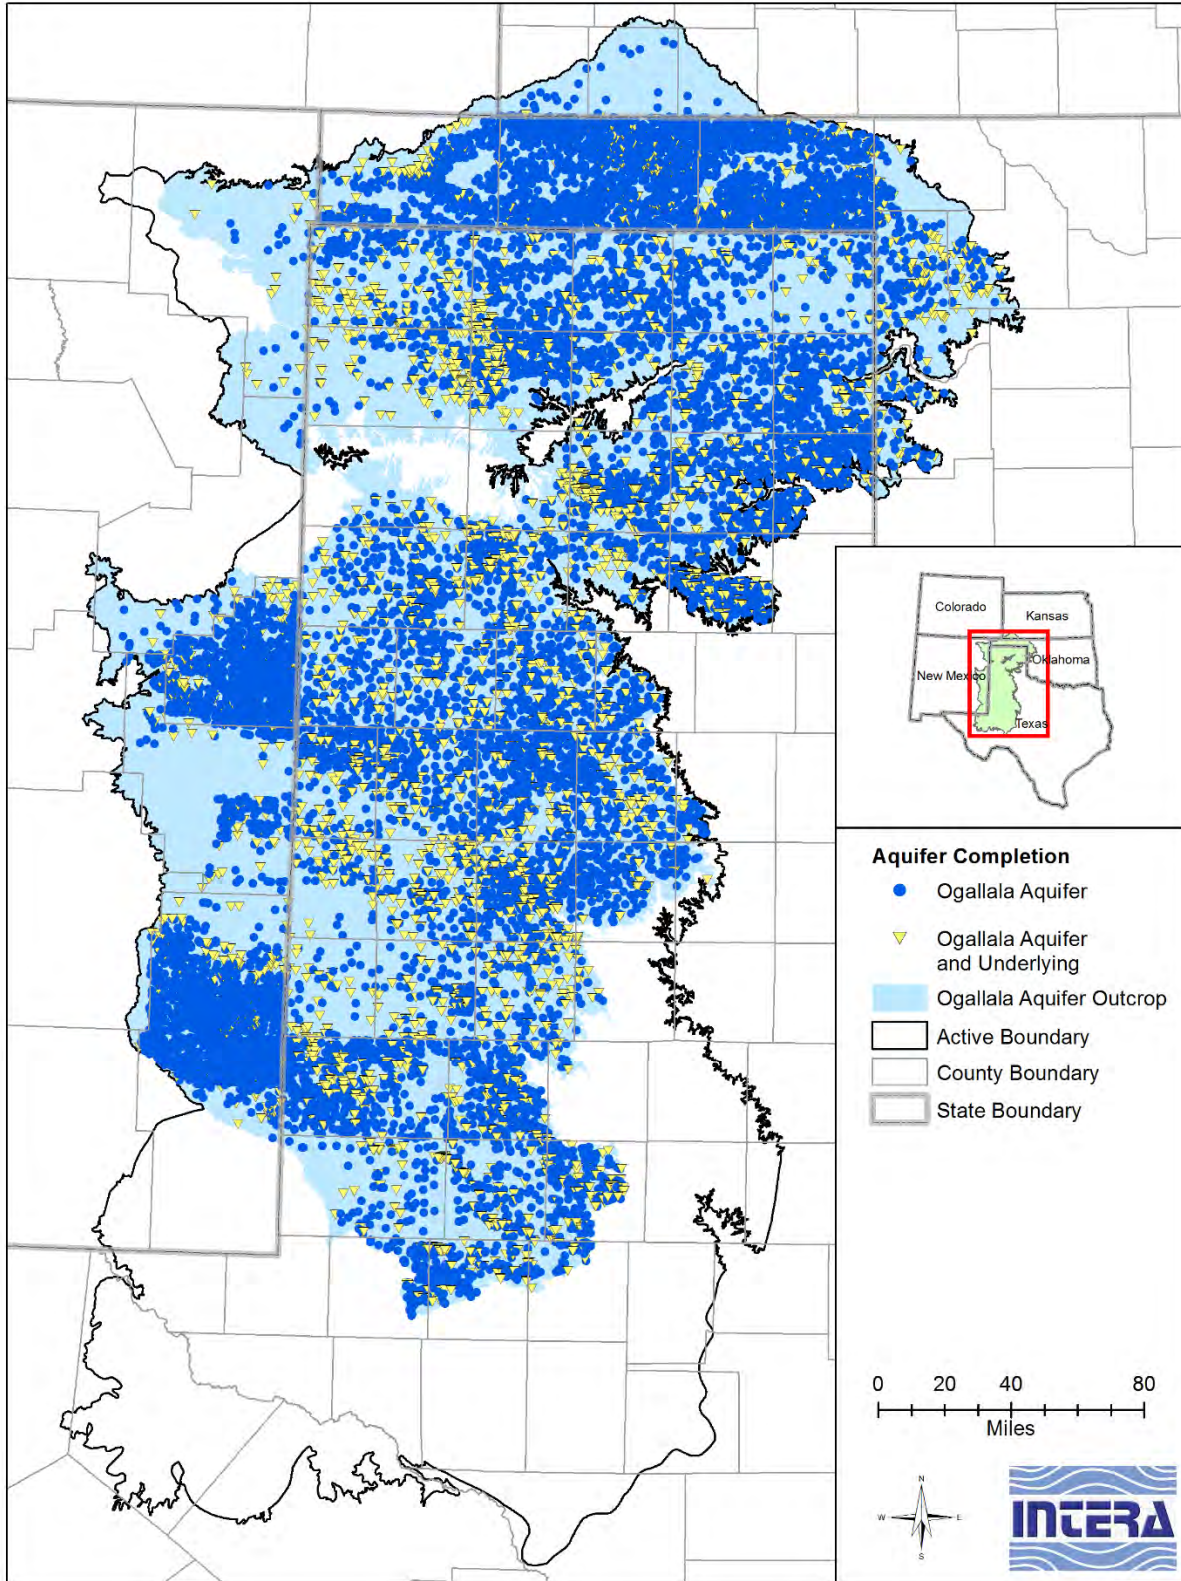 Colorado
Kansas
New Mexico
Oklahoma
Texas
Aquifer Completion
Ogallala Aquifer
Ogallala Aquifer
and Underlying
Ogallala Aquifer Outcrop
Active Boundary
County Boundary
State Boundary
0 20 40 80
Miles
N
W E
S
INTERA